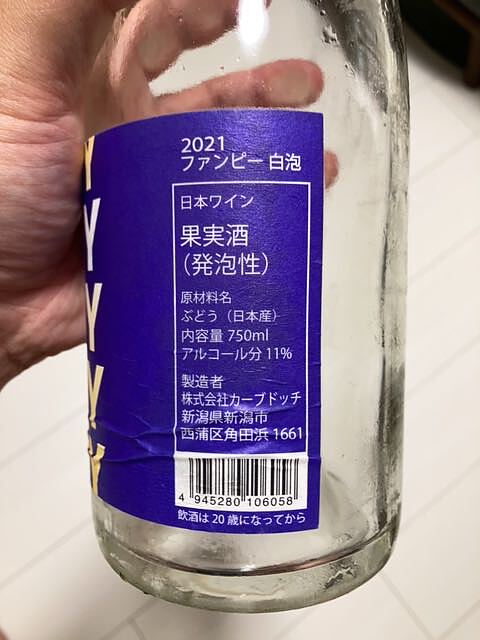 2021
ファンピー 白泡
日本ワイン
果実酒
（発泡性）
原材料名
ぶどう（日本産）
内容量 750ml
アルコール分 11%
製造者
株式会社カーブドッチ
新潟県新潟市
西蒲区角田浜 1661
4 945280 106058
飲酒は 20 歳になってから
Y
Y
Y
Y
Y